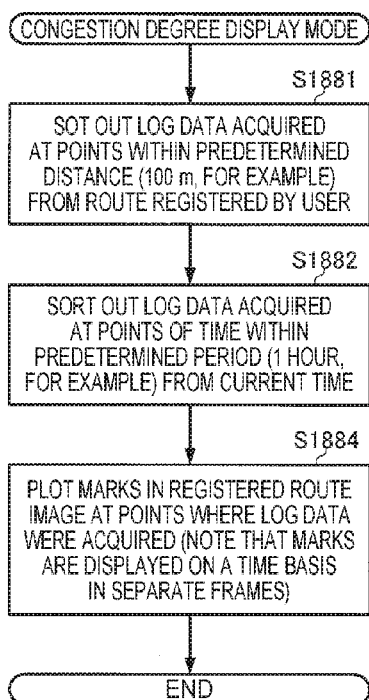 CONGESTION DEGREE DISPLAY MODE
S1881
SOT OUT LOG DATA ACQUIRED
AT POINTS WITHIN PREDETERMINED
DISTANCE (100 m, FOR EXAMPLE)
FROM ROUTE REGISTERED BY USER
S1882
SORT OUT LOG DATA ACQUIRED
AT POINTS OF TIME WITHIN
PREDETERMINED PERIOD (1 HOUR,
FOR EXAMPLE) FROM CURRENT TIME
S1884
PLOT MARKS IN REGISTERED ROUTE
IMAGE AT POINTS WHERE LOG DATA
WERE ACQUIRED (NOTE THAT MARKS
ARE DISPLAYED ON A TIME BASIS
IN SEPARATE FRAMES)
END